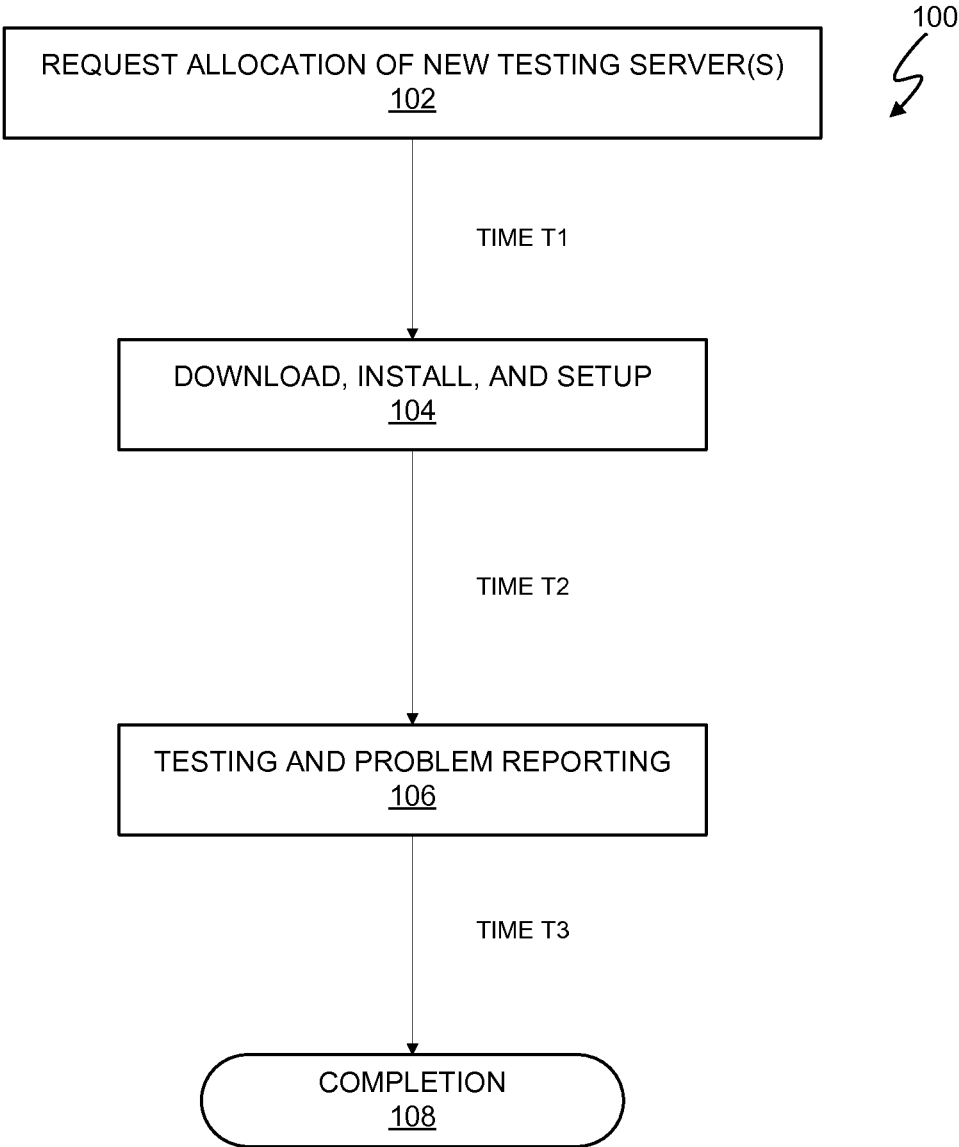 100
REQUEST ALLOCATION OF NEW TESTING SERVER(S)
102
TIME T1
DOWNLOAD, INSTALL, AND SETUP
104
TIME T2
TESTING AND PROBLEM REPORTING
106
TIME T3
COMPLETION
108